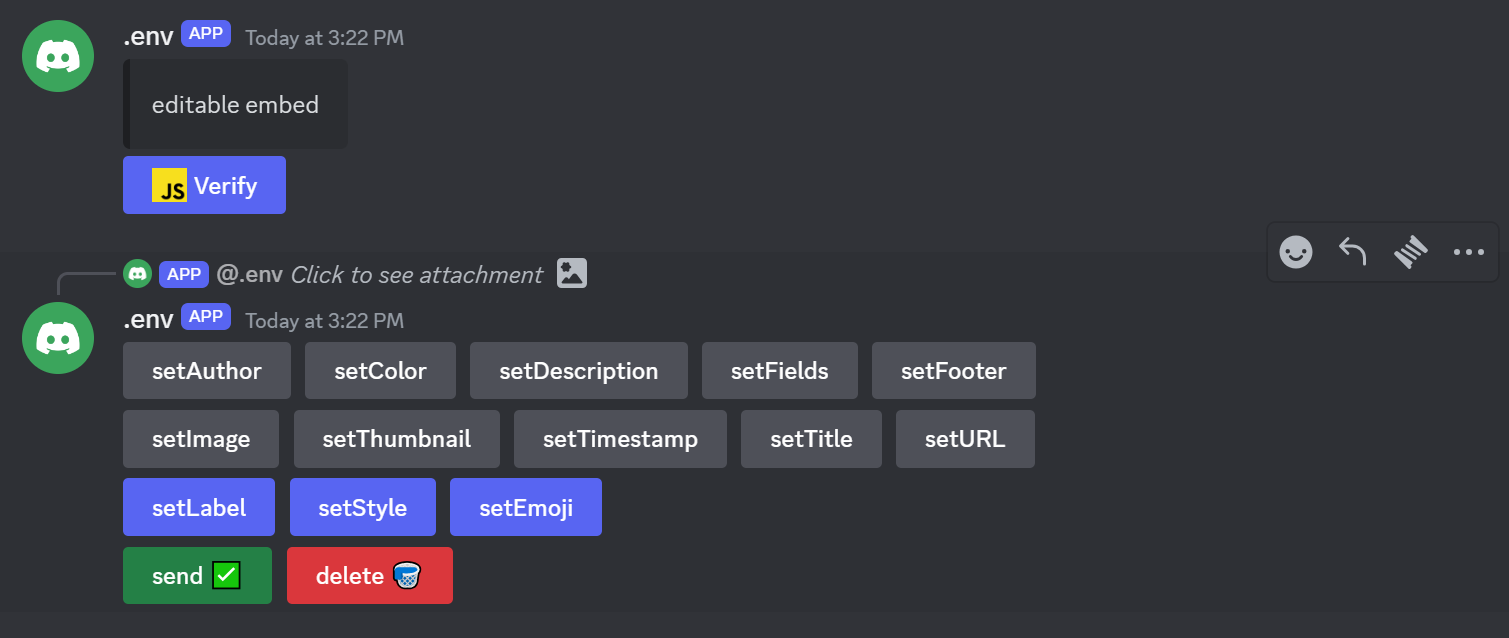 .env APP Today at 3:22 PM
editable embed
JS Verify
APP @.env Click to see attachment
.env APP Today at 3:22 PM
setAuthor setColor setDescription setFields setFooter
setImage setThumbnail setTimestamp setTitle setURL
setLabel setStyle setEmoji
send delete